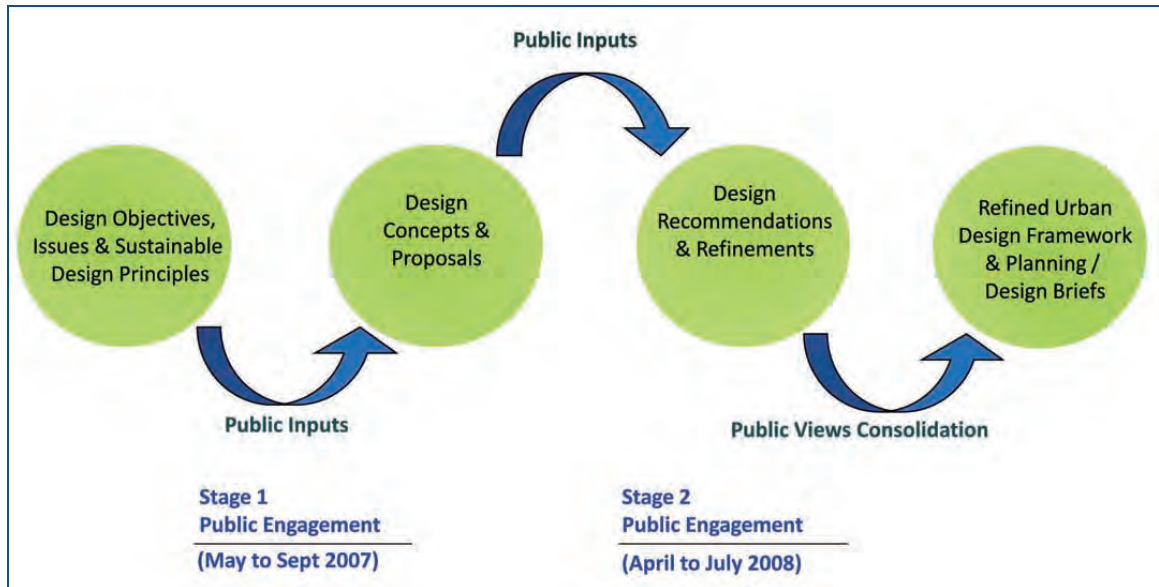 Public Inputs
Design Objectives,
Issues & Sustainable
Design Principles
Design
Concepts &
Proposals
Design
Recommendations
& Refinements
Refined Urban
Design Framework
& Planning /
Design Briefs
Public Inputs
Public Views Consolidation
Stage 1
Public Engagement
(May to Sept 2007)
Stage 2
Public Engagement
(April to July 2008)